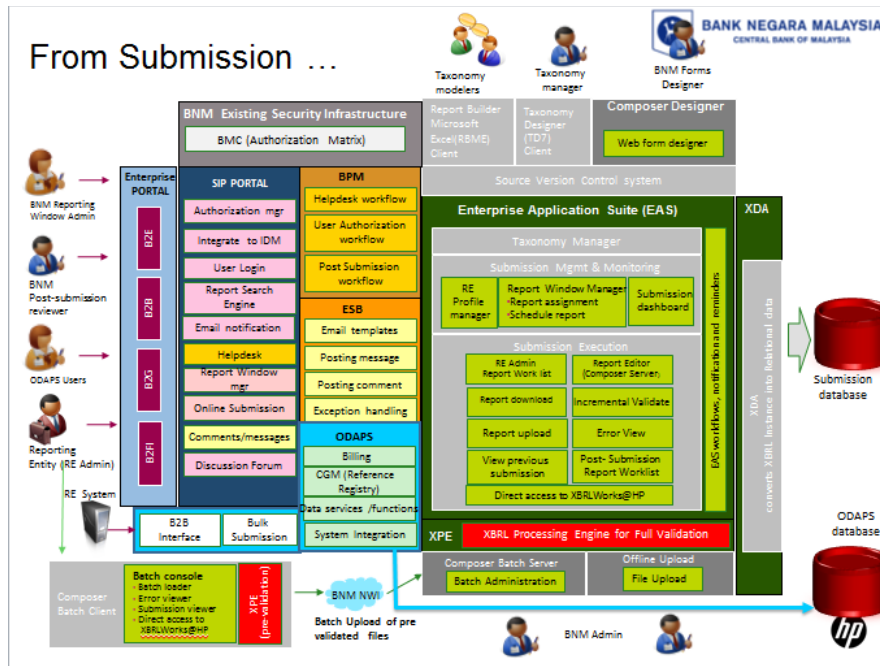 From Submission ...
BANK NEGARA MALAYSIA
CENTRAL BANK OF MALAYSIA
Taxonomy
modelers
Taxonomy
manager
BNM Forms
Designer
BNM Existing Security Infrastructure
BMC (Authorization Matrix)
Report Builder
Microsoft
Excel(RBME)
Client
Taxonomy
Designer
(TD7)
Client
Composer Designer
Web form designer
Source Version Control system
BNM Reporting
Window Admin
BNM
Post-submission
reviewer
ODAPS Users
Reporting
Entity (RE Admin)
RE System
Enterprise
PORTAL
B2E
B2B
B2G
B2FI
SIP PORTAL
Authorization mgr
Integrate to IDM
User Login
Report Search
Engine
Email notification
Helpdesk
Report Window
mgr
Online Submission
Comments/messages
Discussion Forum
BPM
Helpdesk workflow
User Authorization
workflow
Post Submission
workflow
ESB
Email templates
Posting message
Posting comment
Exception handling
ODAPS
Billing
CGM (Reference
Registry)
Data services /functions
System Integration
B2B
Interface
Bulk
Submission
Enterprise Application Suite (EAS)
Taxonomy Manager
Submission Mgmt & Monitoring
RE
Profile
manager
Report Window Manager
•Report assignment
•Schedule report
Submission
dashboard
Submission Execution
RE Admin
Report Work list
Report Editor
(Composer Server)
Report download
Incremental Validate
Report upload
Error View
View previous
submission
Post- Submission
Report Worklist
Direct access to XBRLWorks@HP
EAS workflows, notification and reminders
XPE
XBRL Processing Engine for Full Validation
XDA
XDA
converts XBRL Instance into Relational data
Submission
database
ODAPS
database
hp
Composer
Batch Client
Batch console
• Batch loader
• Error viewer
• Submission viewer
• Direct access to
XBRLWorks@HP
XPE
(pre-validation)
BNM NW
Batch Upload of pre
validated files
Composer Batch Server
Batch Administration
Offline Upload
File Upload
BNM Admin